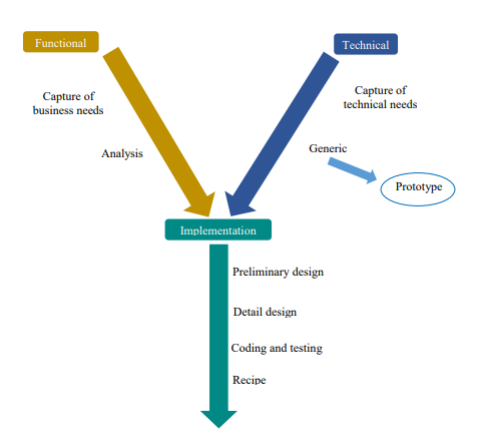 Functional
Technical
Capture of
business needs
Capture of
technical needs
Analysis
Generic
Prototype
Implementation
Preliminary design
Detail design
Coding and testing
Recipe